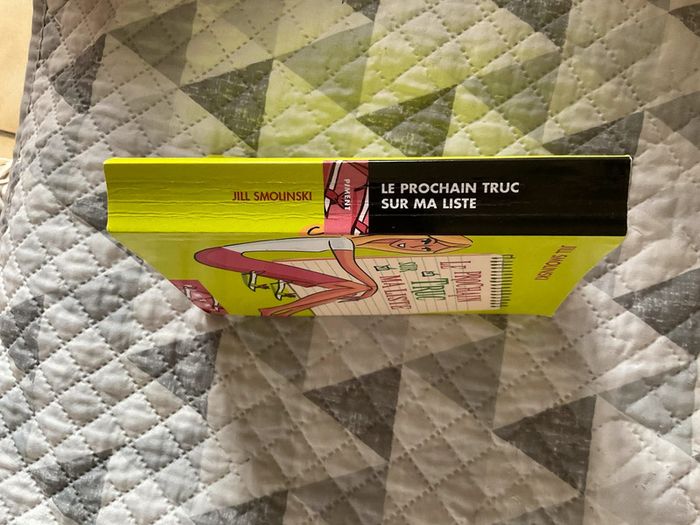 JILL SMOLINSKI
PIMENT
LE PROCHAIN TRUC
SUR MA LISTE
JILL SMOLINSKI
Le PROCHAIN
TRUC
SUR
MA LISTE